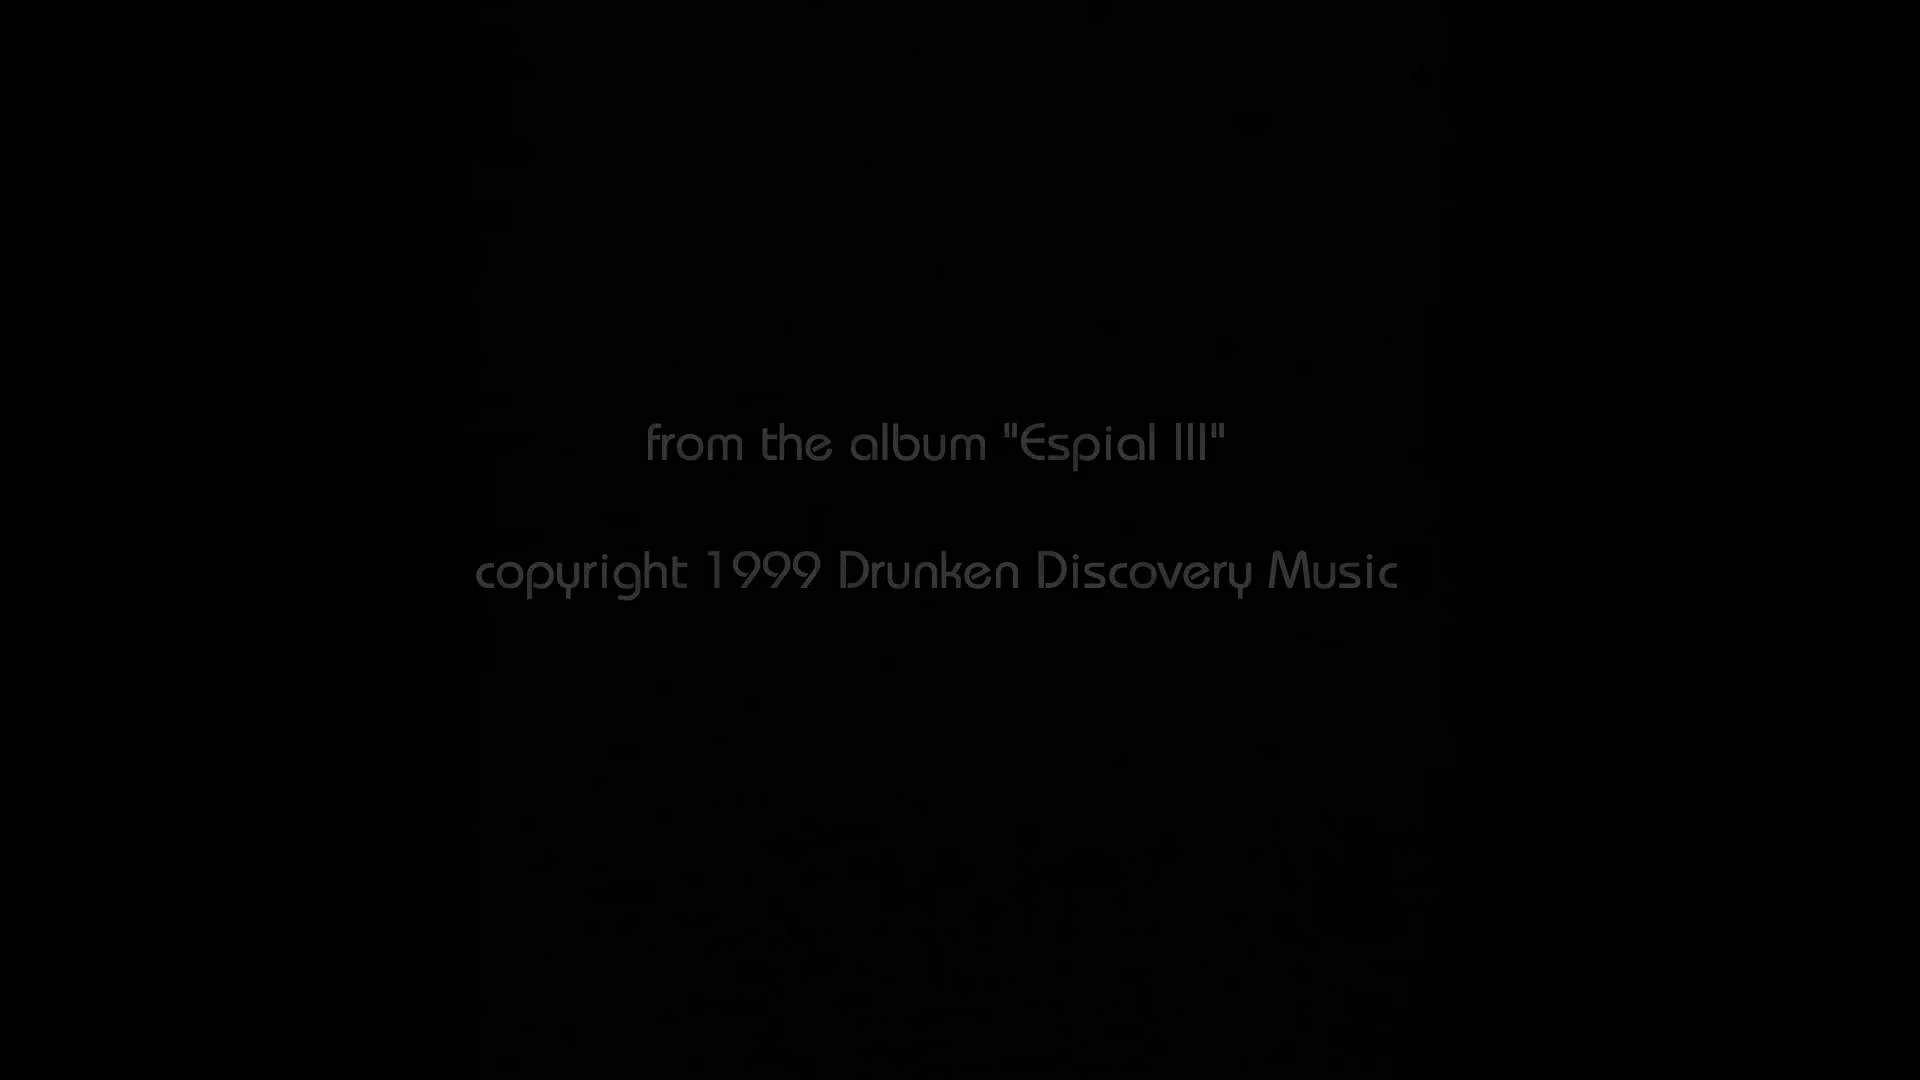 from the album "Espial III"
copyright 1999 Drunken Discovery Music